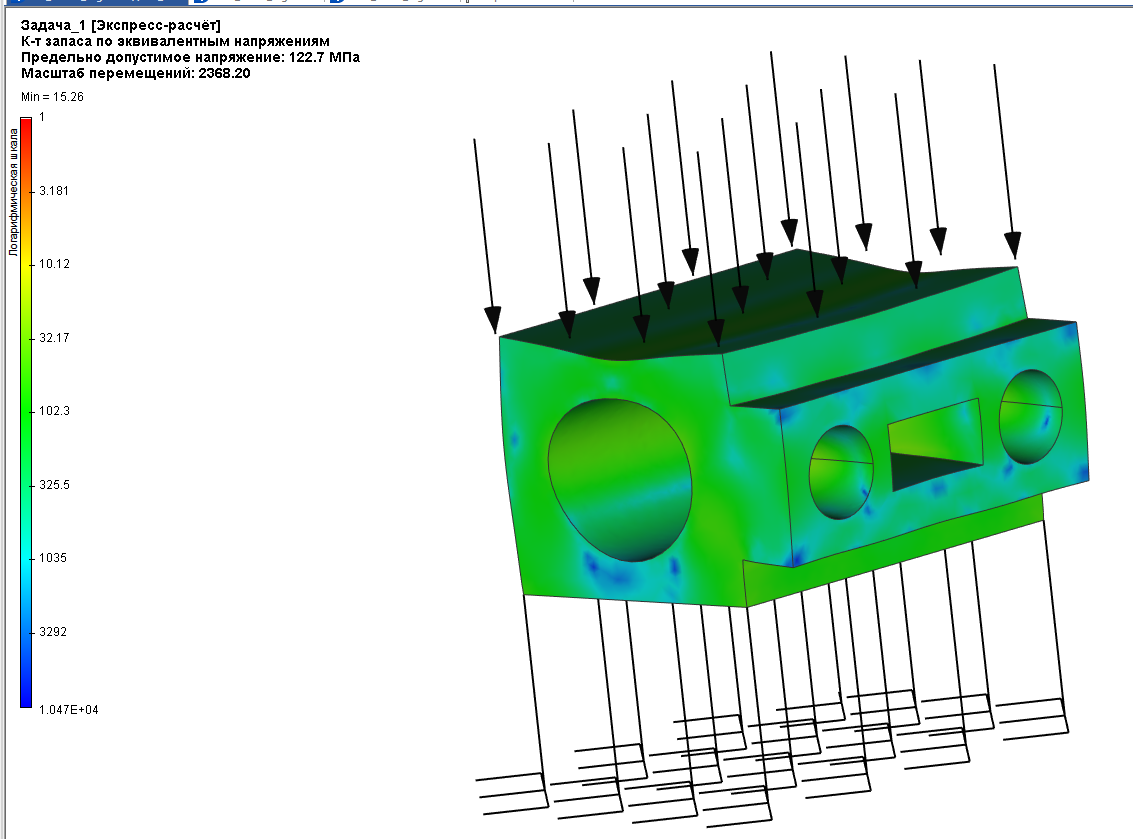 Задача_1 [Экспресс-расчёт]
К-т запаса по эквивалентным напряжениям
Предельно допустимое напряжение: 122.7 МПа
Масштаб перемещений: 2368.20
Min = 15.26
Логарифмическая шкала
1
3.181
10.12
32.17
102.3
325.5
1035
3292
1.047E+04